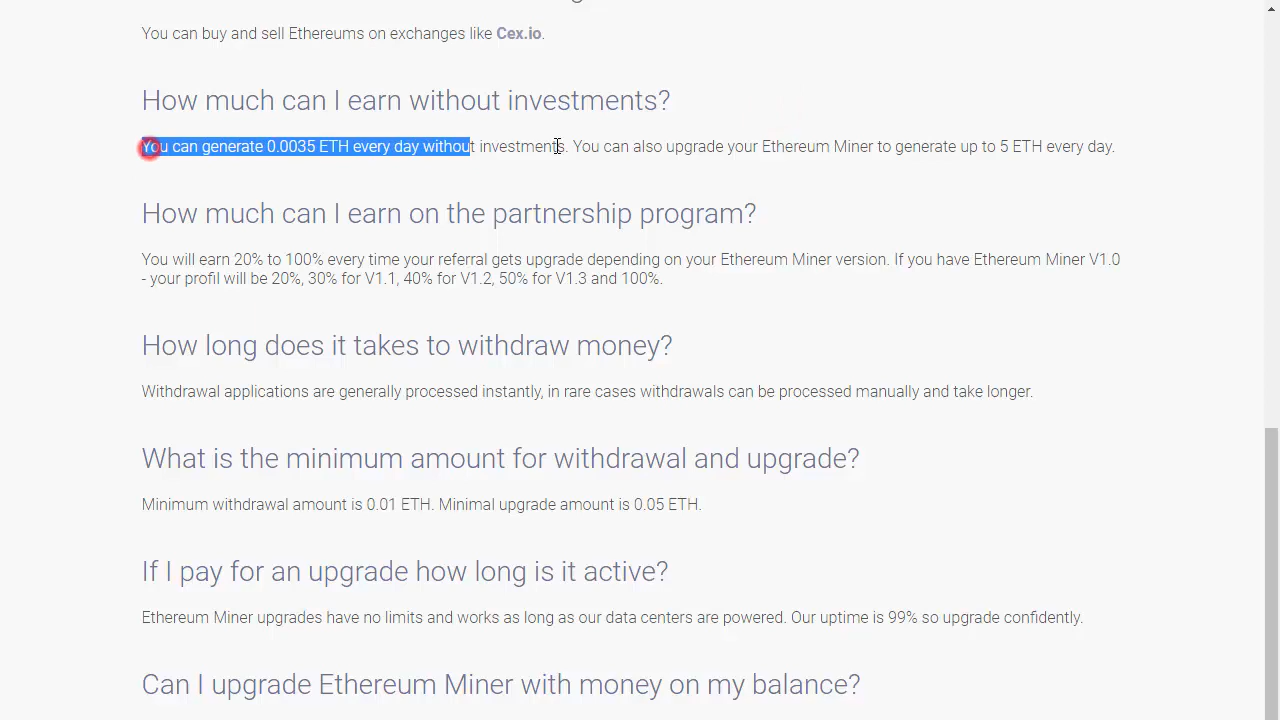 You can buy and sell Ethereums on exchanges like Cex.io.
How much can I earn without investments?
You can generate 0.0035 ETH every day without investments. You can also upgrade your Ethereum Miner to generate up to 5 ETH every day.
How much can I earn on the partnership program?
You will earn 20% to 100% every time your referral gets upgrade depending on your Ethereum Miner version. If you have Ethereum Miner V1.0
- your profil will be 20%, 30% for V1.1, 40% for V1.2, 50% for V1.3 and 100%.
How long does it takes to withdraw money?
Withdrawal applications are generally processed instantly, in rare cases withdrawals can be processed manually and take longer.
What is the minimum amount for withdrawal and upgrade?
Minimum withdrawal amount is 0.01 ETH. Minimal upgrade amount is 0.05 ETH.
If I pay for an upgrade how long is it active?
Ethereum Miner upgrades have no limits and works as long as our data centers are powered. Our uptime is 99% so upgrade confidently.
Can I upgrade Ethereum Miner with money on my balance?